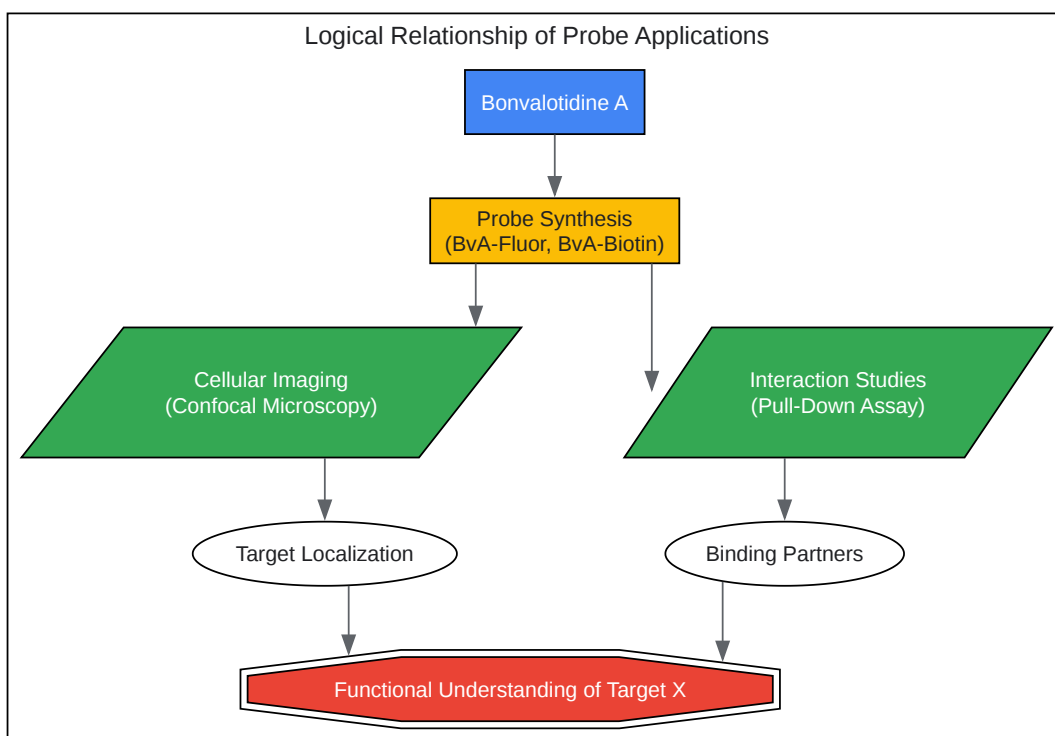 Logical Relationship of Probe Applications
Bonvalotidine A
Probe Synthesis
(BvA-Fluor, BvA-Biotin)
Cellular Imaging
(Confocal Microscopy)
Interaction Studies
(Pull-Down Assay)
Target Localization
Binding Partners
Functional Understanding of Target X